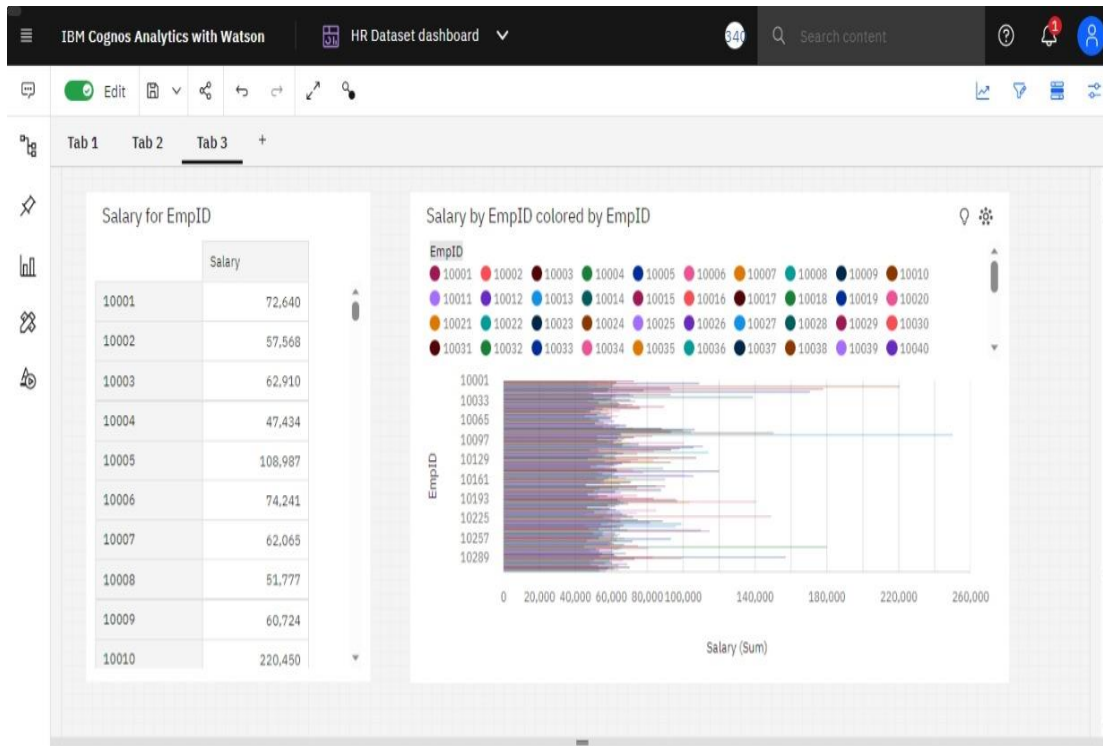 IBM Cognos Analytics with Watson
HR Dataset dashboard
340
Search content
1
Edit
Tab 1 Tab 2 Tab 3 +
Salary for EmpID
Salary
10001 72,640
10002 57,568
10003 62,910
10004 47,434
10005 108,987
10006 74,241
10007 62,065
10008 51,777
10009 60,724
10010 220,450
Salary by EmpID colored by EmpID
EmpID
10001 10002 10003 10004 10005 10006 10007 10008 10009 10010
10011 10012 10013 10014 10015 10016 10017 10018 10019 10020
10021 10022 10023 10024 10025 10026 10027 10028 10029 10030
10031 10032 10033 10034 10035 10036 10037 10038 10039 10040
EmpID
10001
10033
10065
10097
10129
10161
10193
10225
10257
10289
0 20,000 40,000 60,000 80,000 100,000 140,000 180,000 220,000 260,000
Salary (Sum)